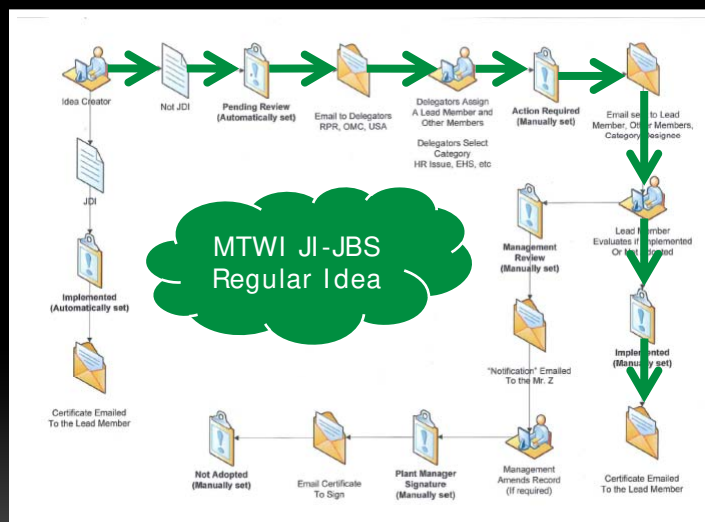 Idea Creator
Not JDI
Pending Review
(Automatically set)
Email to Delegators
RPR, OMC, USA
Delegators Assign
A Lead Member and
Other Members
Delegators Select
Category
HR Issue, EHS, etc
Action Required
(Manually set)
Email sent to Lead
Member, Other Members,
Category Designee
JDI
Implemented
(Automatically set)
Certificate Emailed
To the Lead Member
MTWI JI-JBS
Regular Idea
Management
Review
(Manually set)
Lead Member
Evaluates if Implemented
Or Not Adopted
"Notification" Emailed
To the Mr. Z
Implemented
(Manually set)
Not Adopted
(Manually set)
Email Certificate
To Sign
Plant Manager
Signature
(Manually set)
Management
Amends Record
(If required)
Certificate Emailed
To the Lead Member